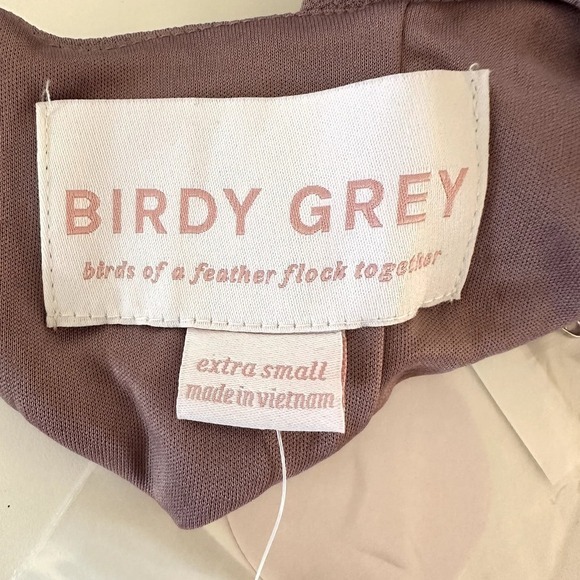 BIRDY GREY
birds of a feather flock together
extra small
made in vietnam